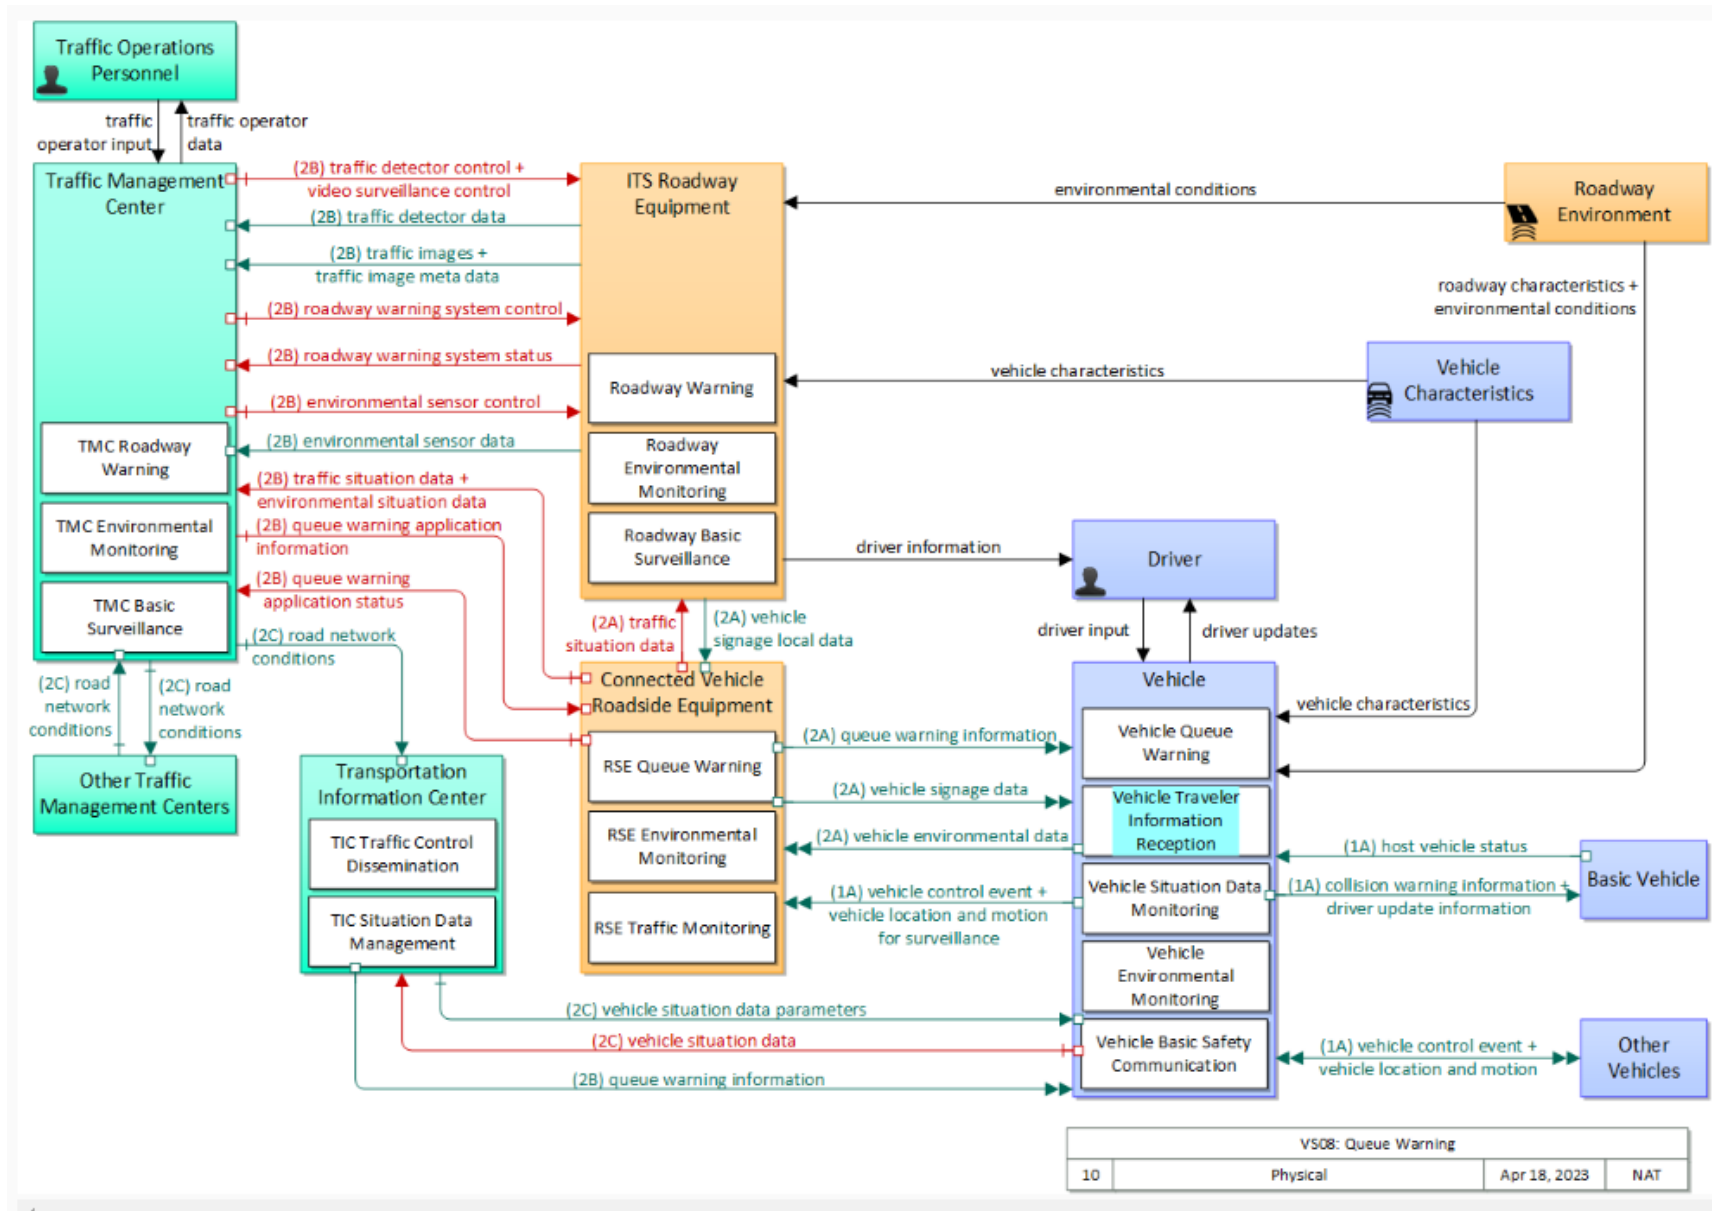 Traffic Operations
Personnel
traffic
operator input
traffic operator
data
Traffic Management
Center
(2B) traffic detector control +
video surveillance control
(2B) traffic detector data
(2B) traffic images +
traffic image meta data
(2B) roadway warning system control
(2B) roadway warning system status
(2B) environmental sensor control
(2B) environmental sensor data
(2B) traffic situation data +
environmental situation data
(2B) queue warning application
information
(2B) queue warning
application status
(2C) road network
conditions
TMC Roadway
Warning
TMC Environmental
Monitoring
TMC Basic
Surveillance
(2C) road
network
conditions
(2C) road
network
conditions
Other Traffic
Management Centers
ITS Roadway
Equipment
Roadway Warning
Roadway
Environmental
Monitoring
Roadway Basic
Surveillance
environmental conditions
Roadway
Environment
roadway characteristics +
environmental conditions
vehicle characteristics
Vehicle
Characteristics
driver information
Driver
driver input
driver updates
(2A) traffic
situation data
(2A) vehicle
signage local data
Connected Vehicle
Roadside Equipment
RSE Queue Warning
RSE Environmental
Monitoring
RSE Traffic Monitoring
Transportation
Information Center
TIC Traffic Control
Dissemination
TIC Situation Data
Management
(2A) queue warning information
(2A) vehicle signage data
(2A) vehicle environmental data
(1A) vehicle control event +
vehicle location and motion
for surveillance
Vehicle
Vehicle Queue
Warning
Vehicle Traveler
Information
Reception
Vehicle Situation Data
Monitoring
Vehicle
Environmental
Monitoring
Vehicle Basic Safety
Communication
vehicle characteristics
(1A) host vehicle status
(1A) collision warning information +
driver update information
Basic Vehicle
(2C) vehicle situation data parameters
(2C) vehicle situation data
(2B) queue warning information
(1A) vehicle control event +
vehicle location and motion
Other
Vehicles
VS08: Queue Warning
10
Physical
Apr 18, 2023
NAT